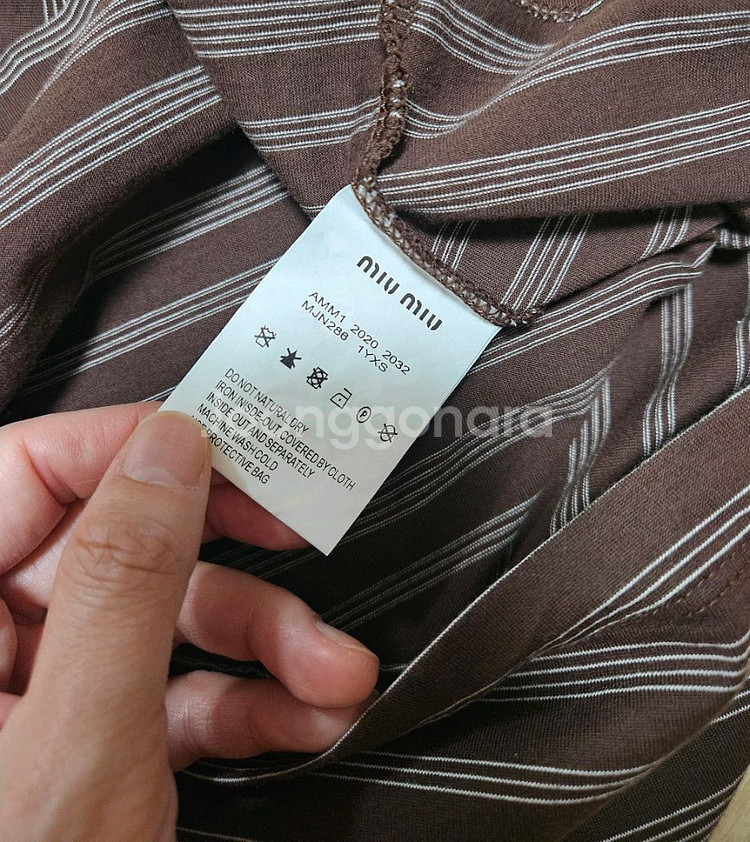 miu miu
AMM1 2020 2032
MJN286 1YXS
DO NOT NATURAL DRY
IRON INSIDE-OUT COVERED BY CLOTH
INSIDE OUT AND SEPARATELY
MACHINE WASH COLD
PROTECTIVE BAG